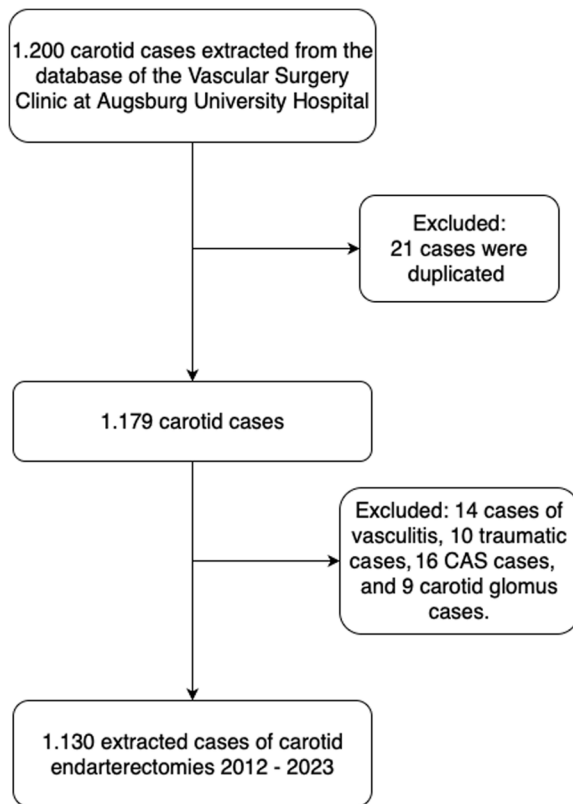 1.200 carotid cases extracted from the
database of the Vascular Surgery
Clinic at Augsburg University Hospital
Excluded:
21 cases were
duplicated
1.179 carotid cases
Excluded: 14 cases of
vasculitis, 10 traumatic
cases, 16 CAS cases,
and 9 carotid glomus
cases.
1.130 extracted cases of carotid
endarterectomies 2012 - 2023